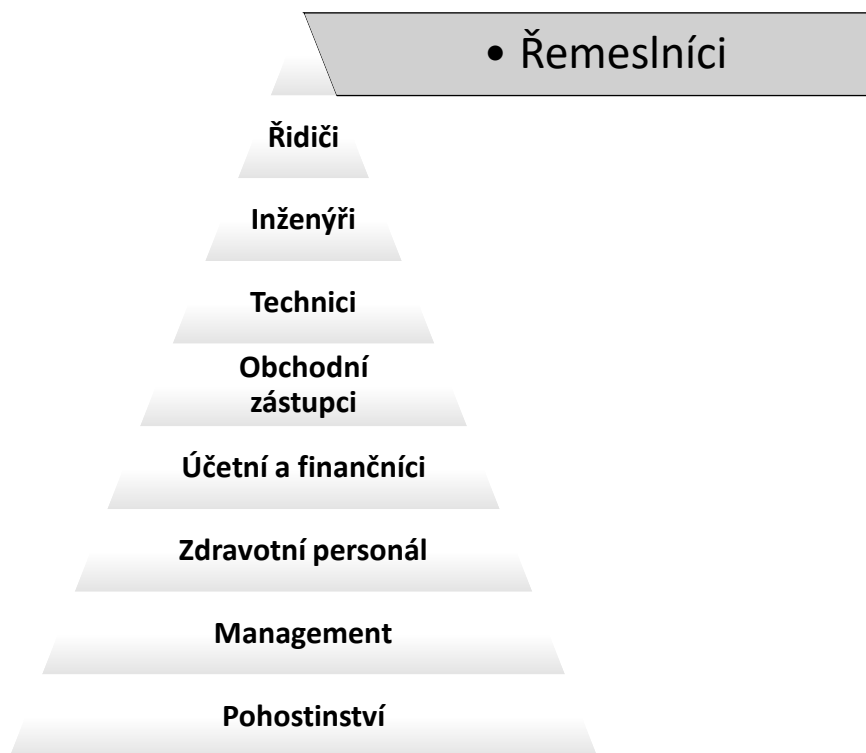 • Řemeslníci
Řidiči
Inženýři
Technici
Obchodní
zástupci
Účetní a finančníci
Zdravotní personál
Management
Pohostinství